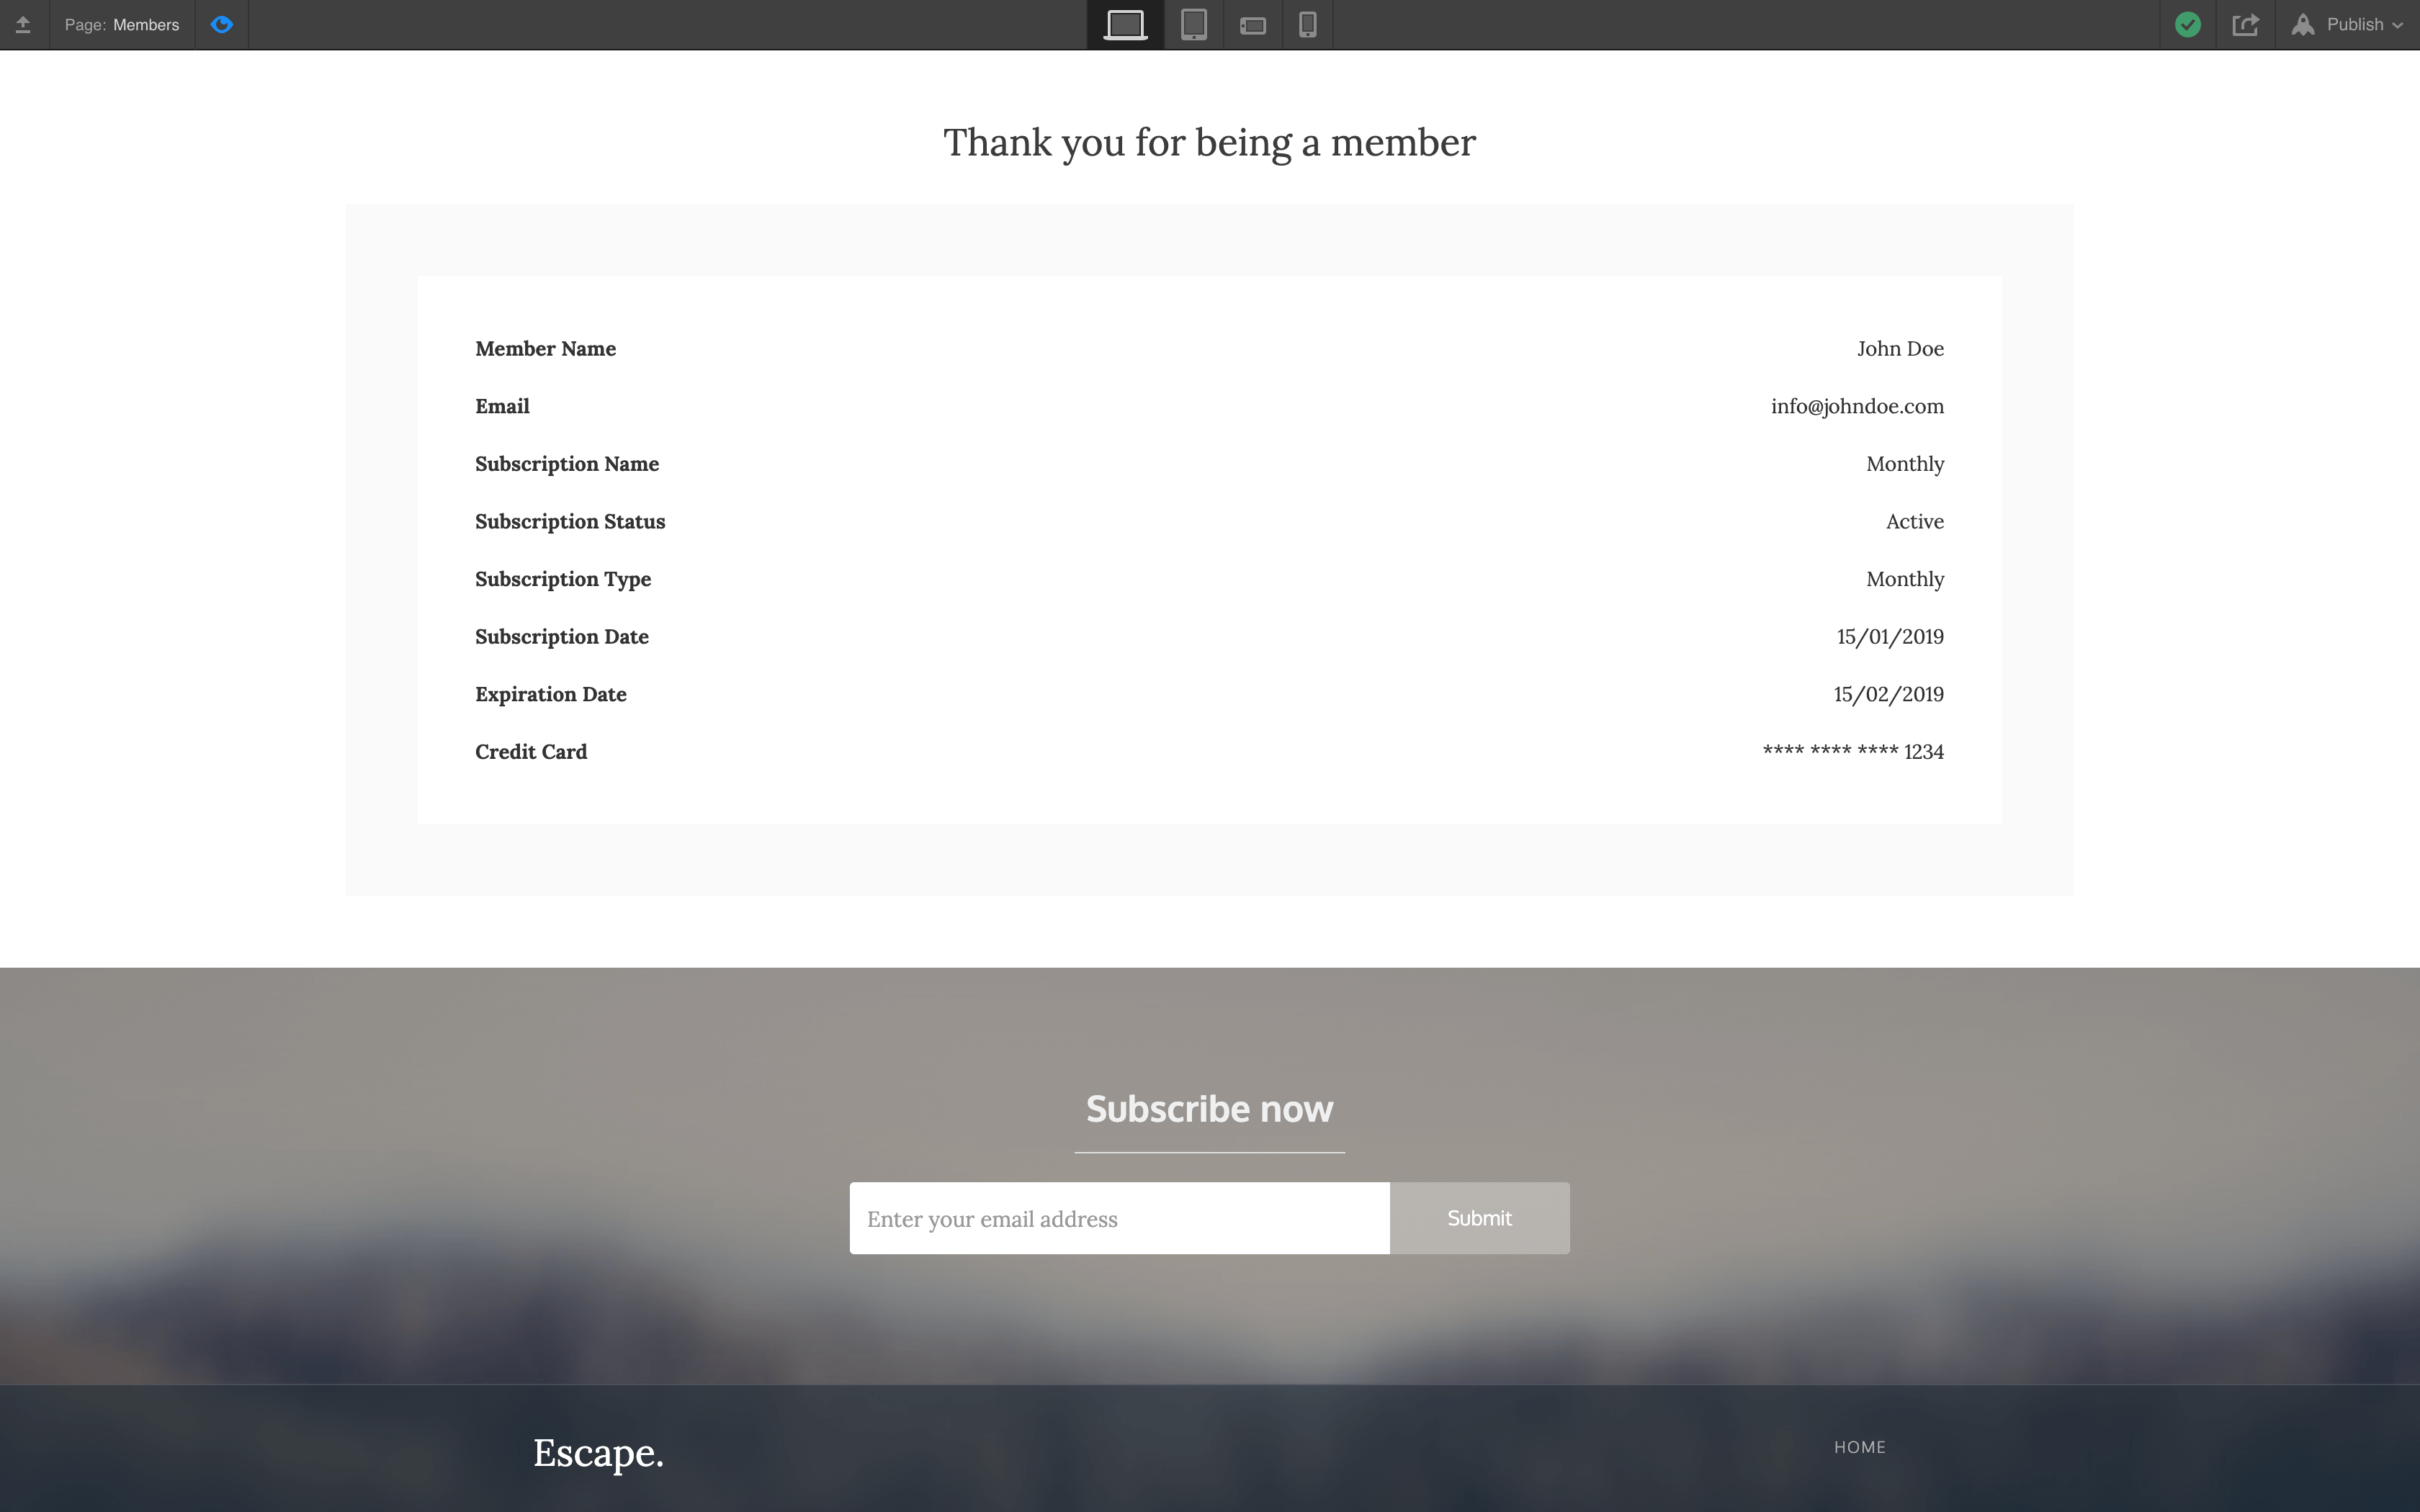 Page: Members
Publish
Thank you for being a member
Member Name John Doe
Email info@johndoe.com
Subscription Name Monthly
Subscription Status Active
Subscription Type Monthly
Subscription Date 15/01/2019
Expiration Date 15/02/2019
Credit Card **** **** **** 1234
Subscribe now
Enter your email address Submit
Escape. HOME